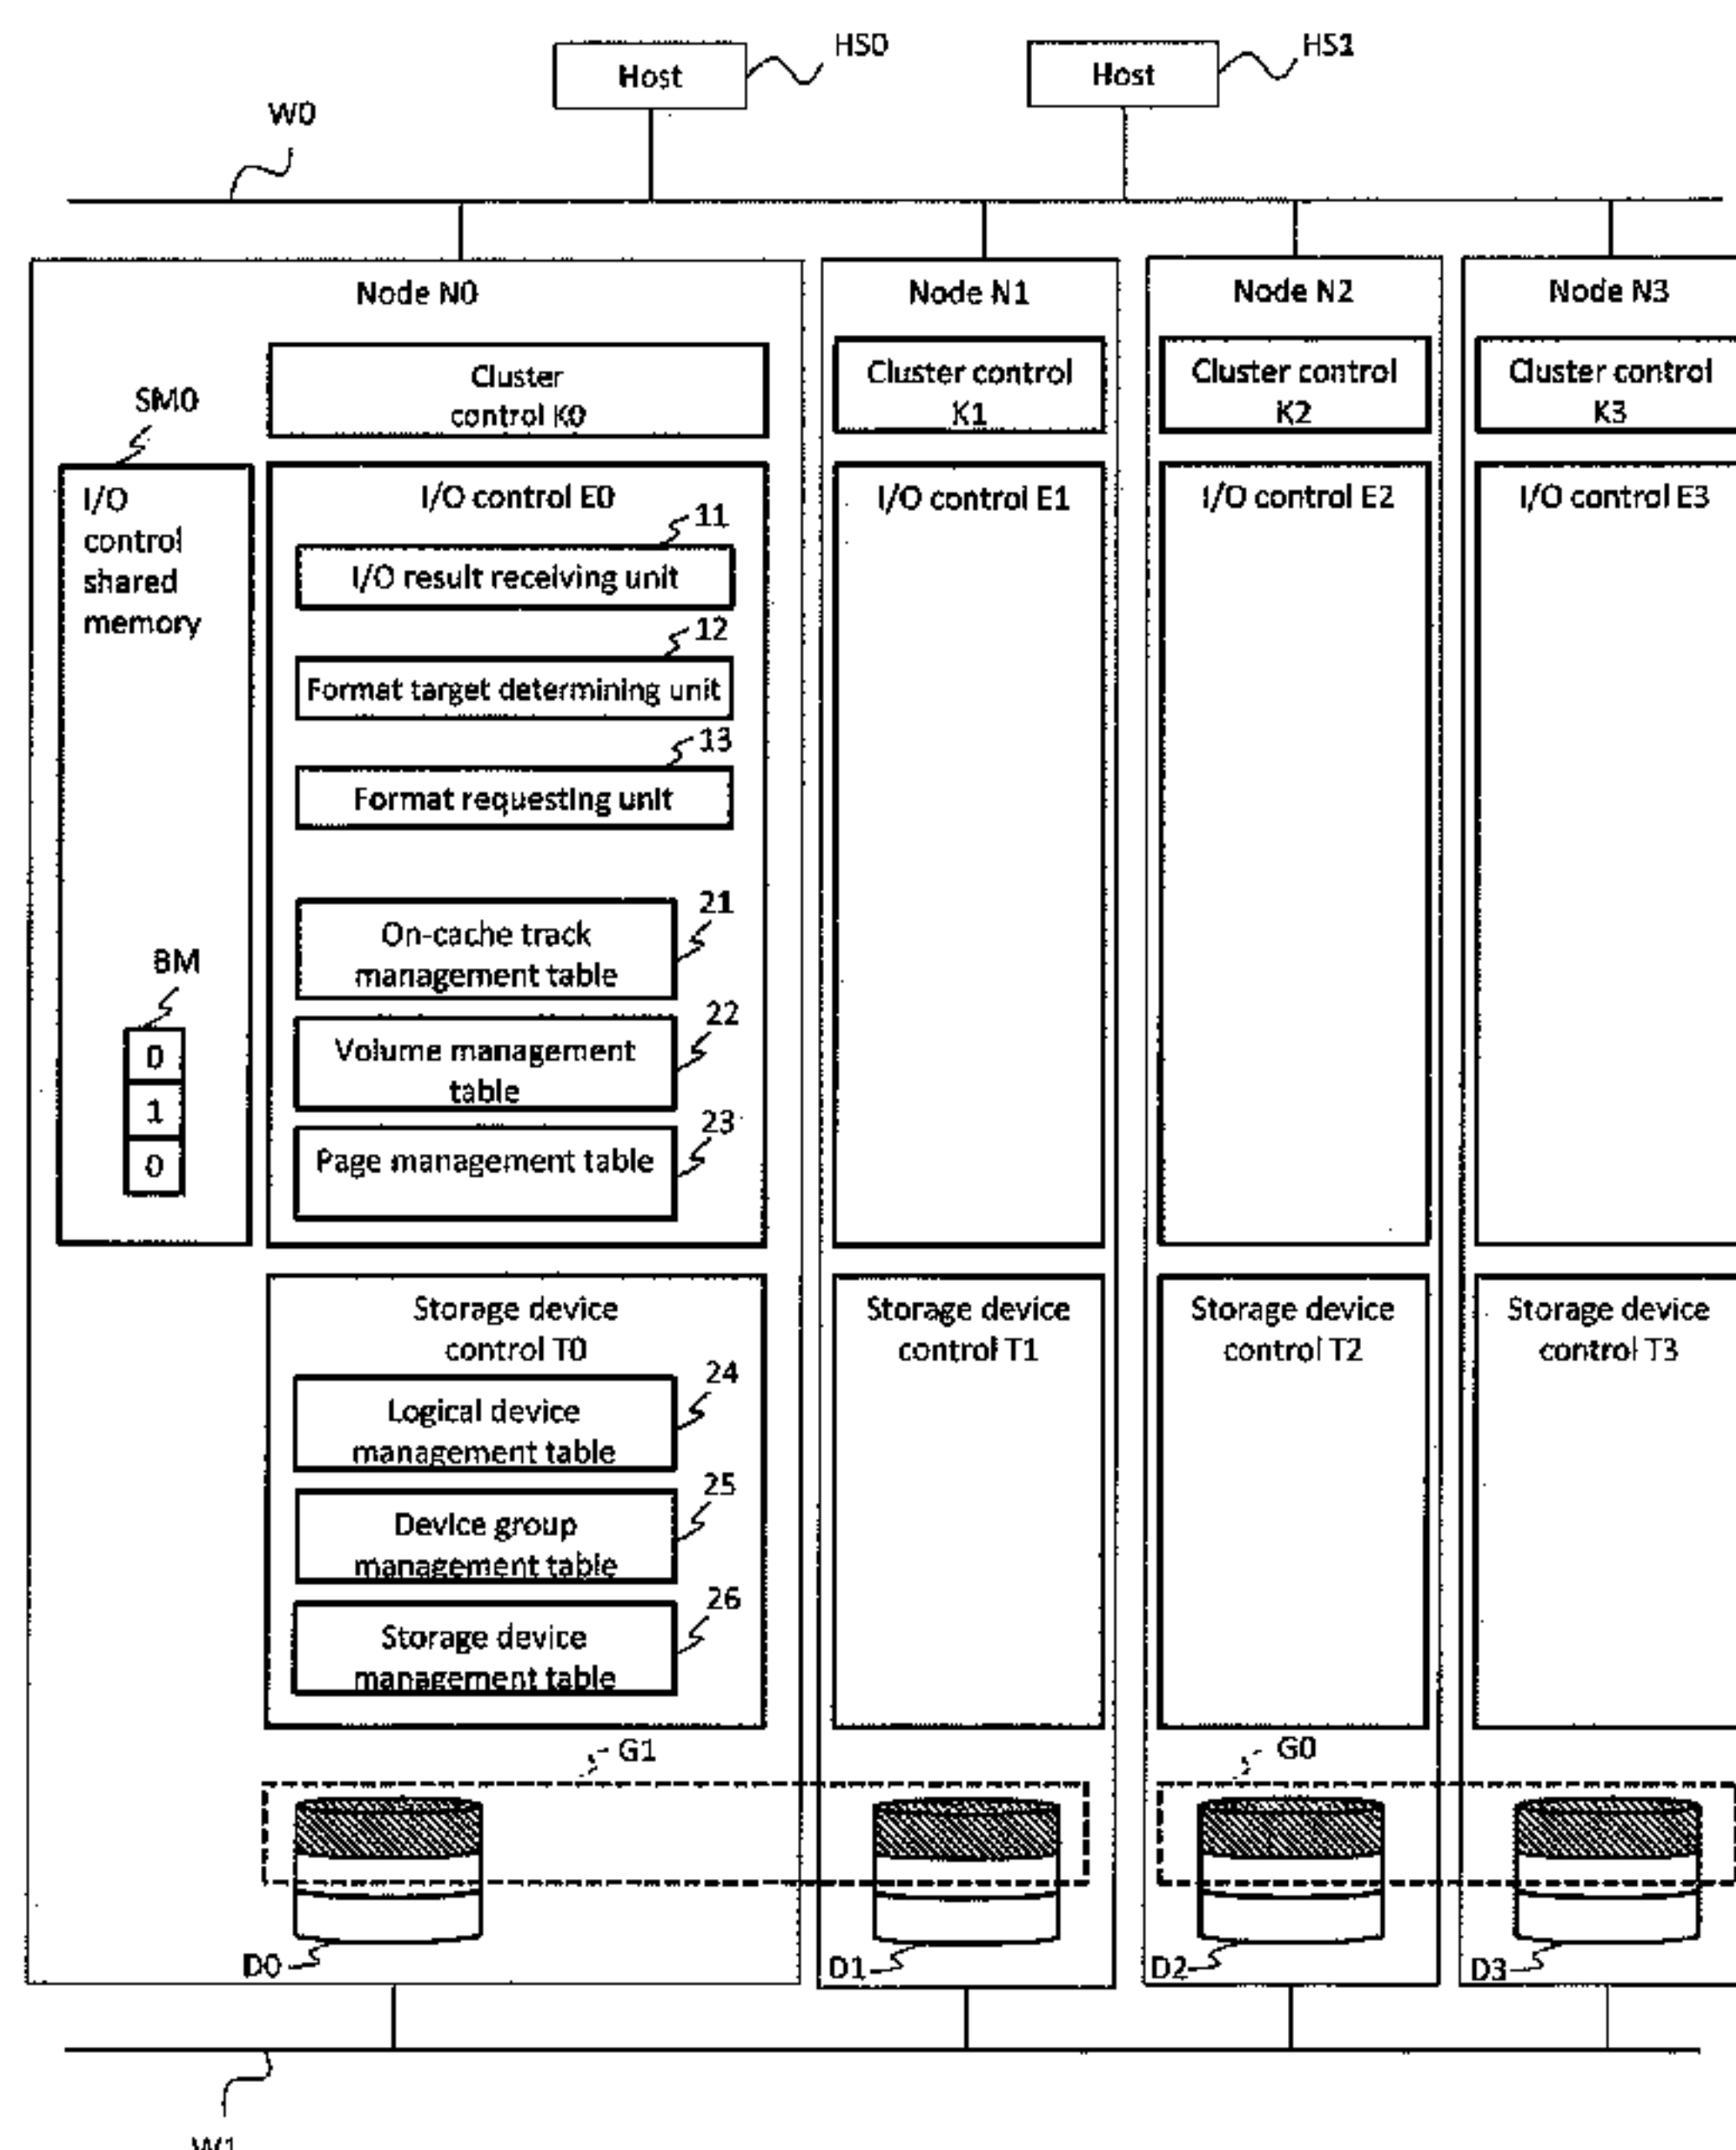 HS0
HS1
Host
Host
W0
Node N0
Node N1
Node N2
Node N3
Cluster
control K0
Cluster control
K1
Cluster control
K2
Cluster control
K3
SM0
I/O
control
shared
memory
BM
0
1
0
I/O control E0
11
I/O result receiving unit
12
Format target determining unit
13
Format requesting unit
21
On-cache track
management table
22
Volume management
table
23
Page management table
I/O control E1
I/O control E2
I/O control E3
Storage device
control T0
24
Logical device
management table
25
Device group
management table
26
Storage device
management table
Storage device
control T1
Storage device
control T2
Storage device
control T3
G1
G0
D0
D1
D2
D3
W1